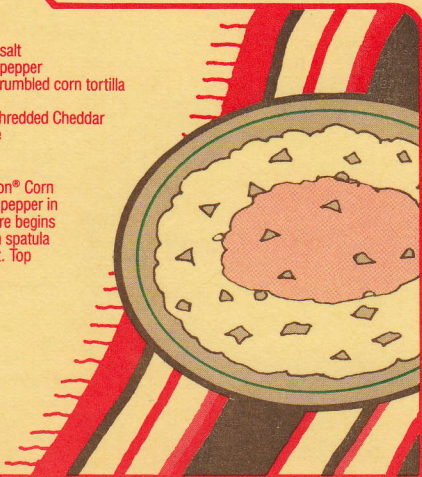 salt
pepper
rumbled corn tortilla
hredded Cheddar
on® Corn
pepper in
re begins
spatula
. Top